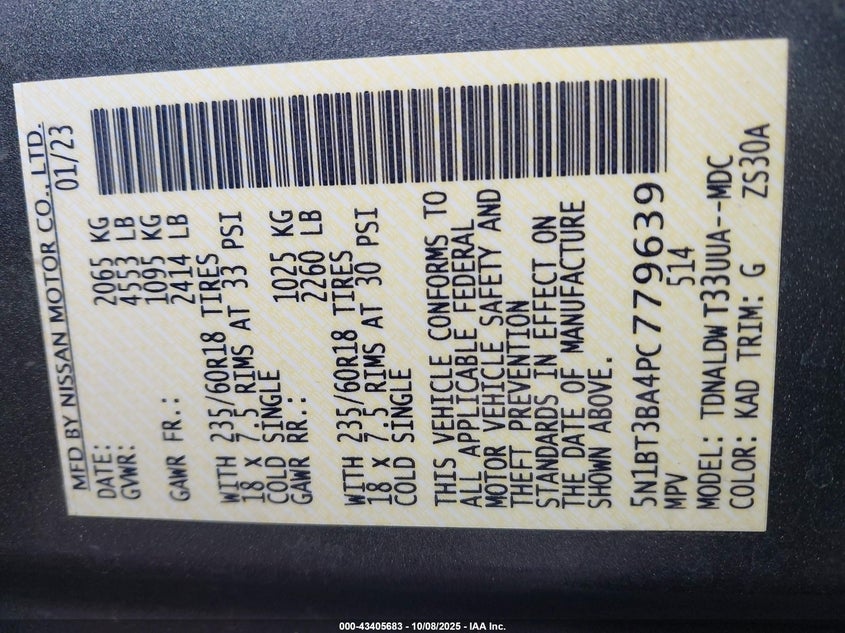 MFD BY NISSAN MOTOR CO., LTD.
DATE: 01/23
GVWR: 2065 KG
4553 LB
GAWR FR.: 1095 KG
2414 LB
WITH 235/60R18 TIRES
18 X 7.5 RIMS AT 33 PSI
COLD SINGLE
GAWR RR.: 1025 KG
2260 LB
WITH 235/60R18 TIRES
18 X 7.5 RIMS AT 30 PSI
COLD SINGLE
THIS VEHICLE CONFORMS TO
ALL APPLICABLE FEDERAL
MOTOR VEHICLE SAFETY AND
THEFT PREVENTION
STANDARDS IN EFFECT ON
THE DATE OF MANUFACTURE
SHOWN ABOVE.
5N1BT3BA4PC779639
MPV 514
MODEL: TDNALDW T33UUA--MDC
COLOR: KAD TRIM: G ZS30A
000-43405683 - 10/08/2025 - IAA Inc.